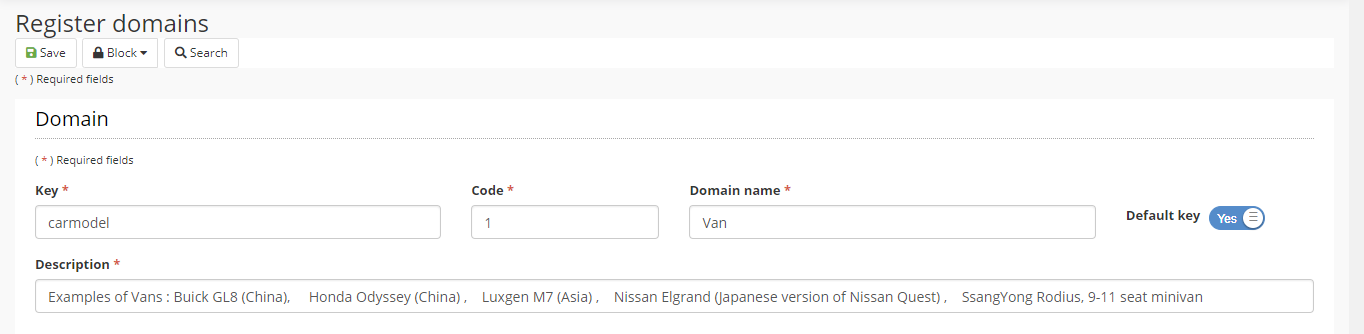 Register domains
Save Block Search
( * ) Required fields
Domain
( * ) Required fields
Key * Code * Domain name *
carmodel 1 Van Default key Yes
Description *
Examples of Vans : Buick GL8 (China), Honda Odyssey (China) , Luxgen M7 (Asia) , Nissan Elgrand (Japanese version of Nissan Quest) , SsangYong Rodius, 9-11 seat minivan